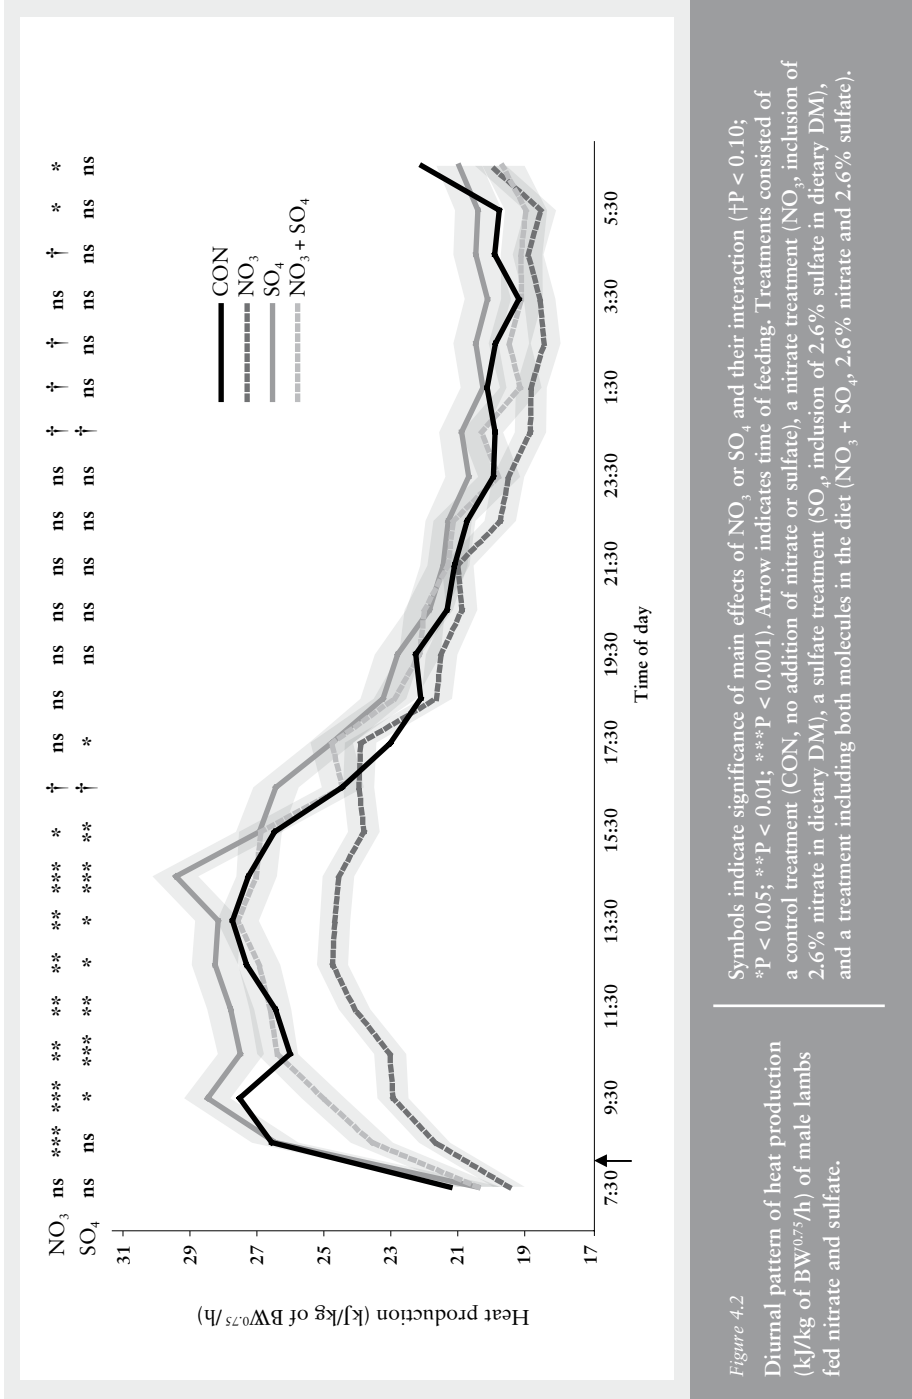 NO₃ ns *** *** ** ** ** ** *** * † ns ns ns ns ns ns ns † † † ns † * *
SO₄ ns ns * *** ** * * *** ** † * ns ns ns ns ns † ns ns ns ns ns ns
31
29
27
25
23
21
19
17
Heat production (kJ/kg of BW⁰·⁷⁵/h)
CON
NO₃
SO₄
NO₃ + SO₄
7:30 9:30 11:30 13:30 15:30 17:30 19:30 21:30 23:30 1:30 3:30 5:30
Time of day
Figure 4.2
Diurnal pattern of heat production
(kJ/kg of BW⁰·⁷⁵/h) of male lambs
fed nitrate and sulfate.
Symbols indicate significance of main effects of NO₃ or SO₄ and their interaction (†P < 0.10;
*P < 0.05; **P < 0.01; ***P < 0.001). Arrow indicates time of feeding. Treatments consisted of
a control treatment (CON, no addition of nitrate or sulfate), a nitrate treatment (NO₃, inclusion of
2.6% nitrate in dietary DM), a sulfate treatment (SO₄, inclusion of 2.6% sulfate in dietary DM),
and a treatment including both molecules in the diet (NO₃ + SO₄, 2.6% nitrate and 2.6% sulfate).